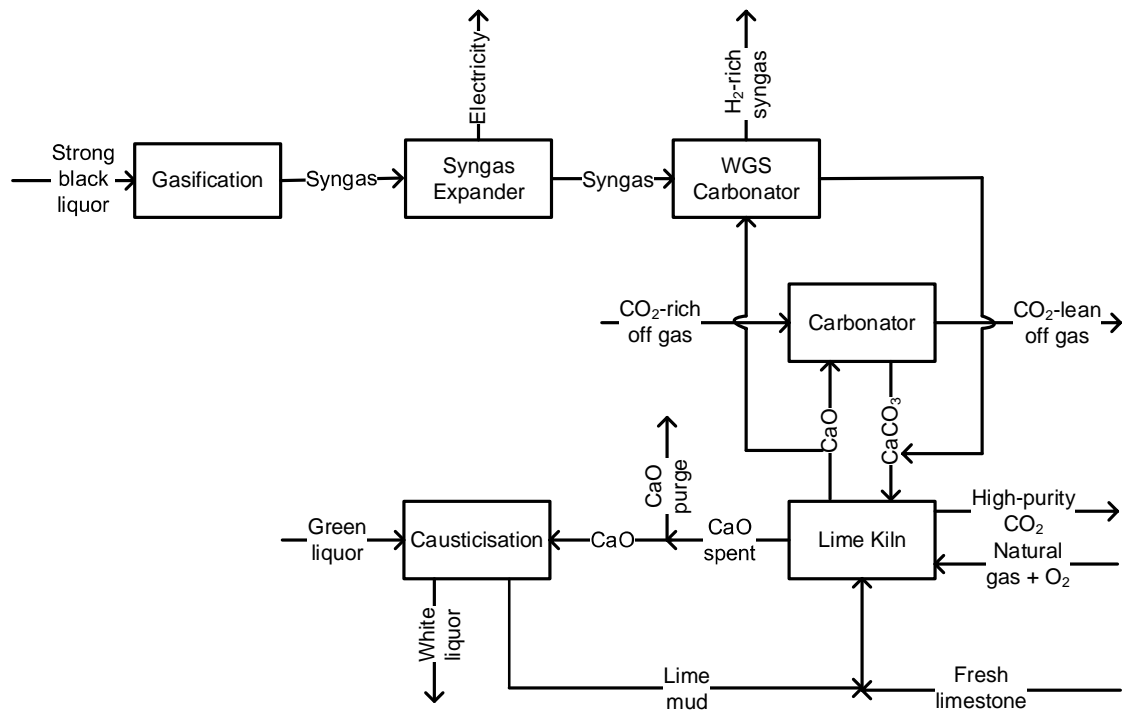 Electricity
H₂-rich
syngas
Strong
black
liquor
Gasification
Syngas
Syngas
Expander
Syngas
WGS
Carbonator
CO₂-rich
off gas
Carbonator
CO₂-lean
off gas
CaO
CaCO₃
CaO
purge
Green
liquor
Causticisation
CaO
CaO
spent
Lime Kiln
High-purity
CO₂
Natural
gas + O₂
White
liquor
Lime
mud
Fresh
limestone